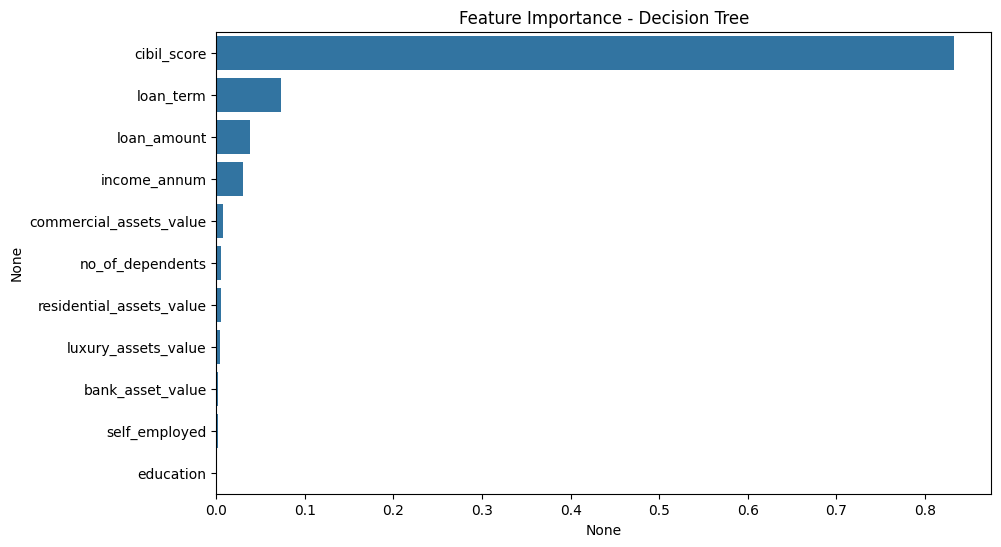 Feature Importance - Decision Tree
cibil_score
loan_term
loan_amount
income_annum
commercial_assets_value
no_of_dependents
residential_assets_value
luxury_assets_value
bank_asset_value
self_employed
education
None
0.0 0.1 0.2 0.3 0.4 0.5 0.6 0.7 0.8
None